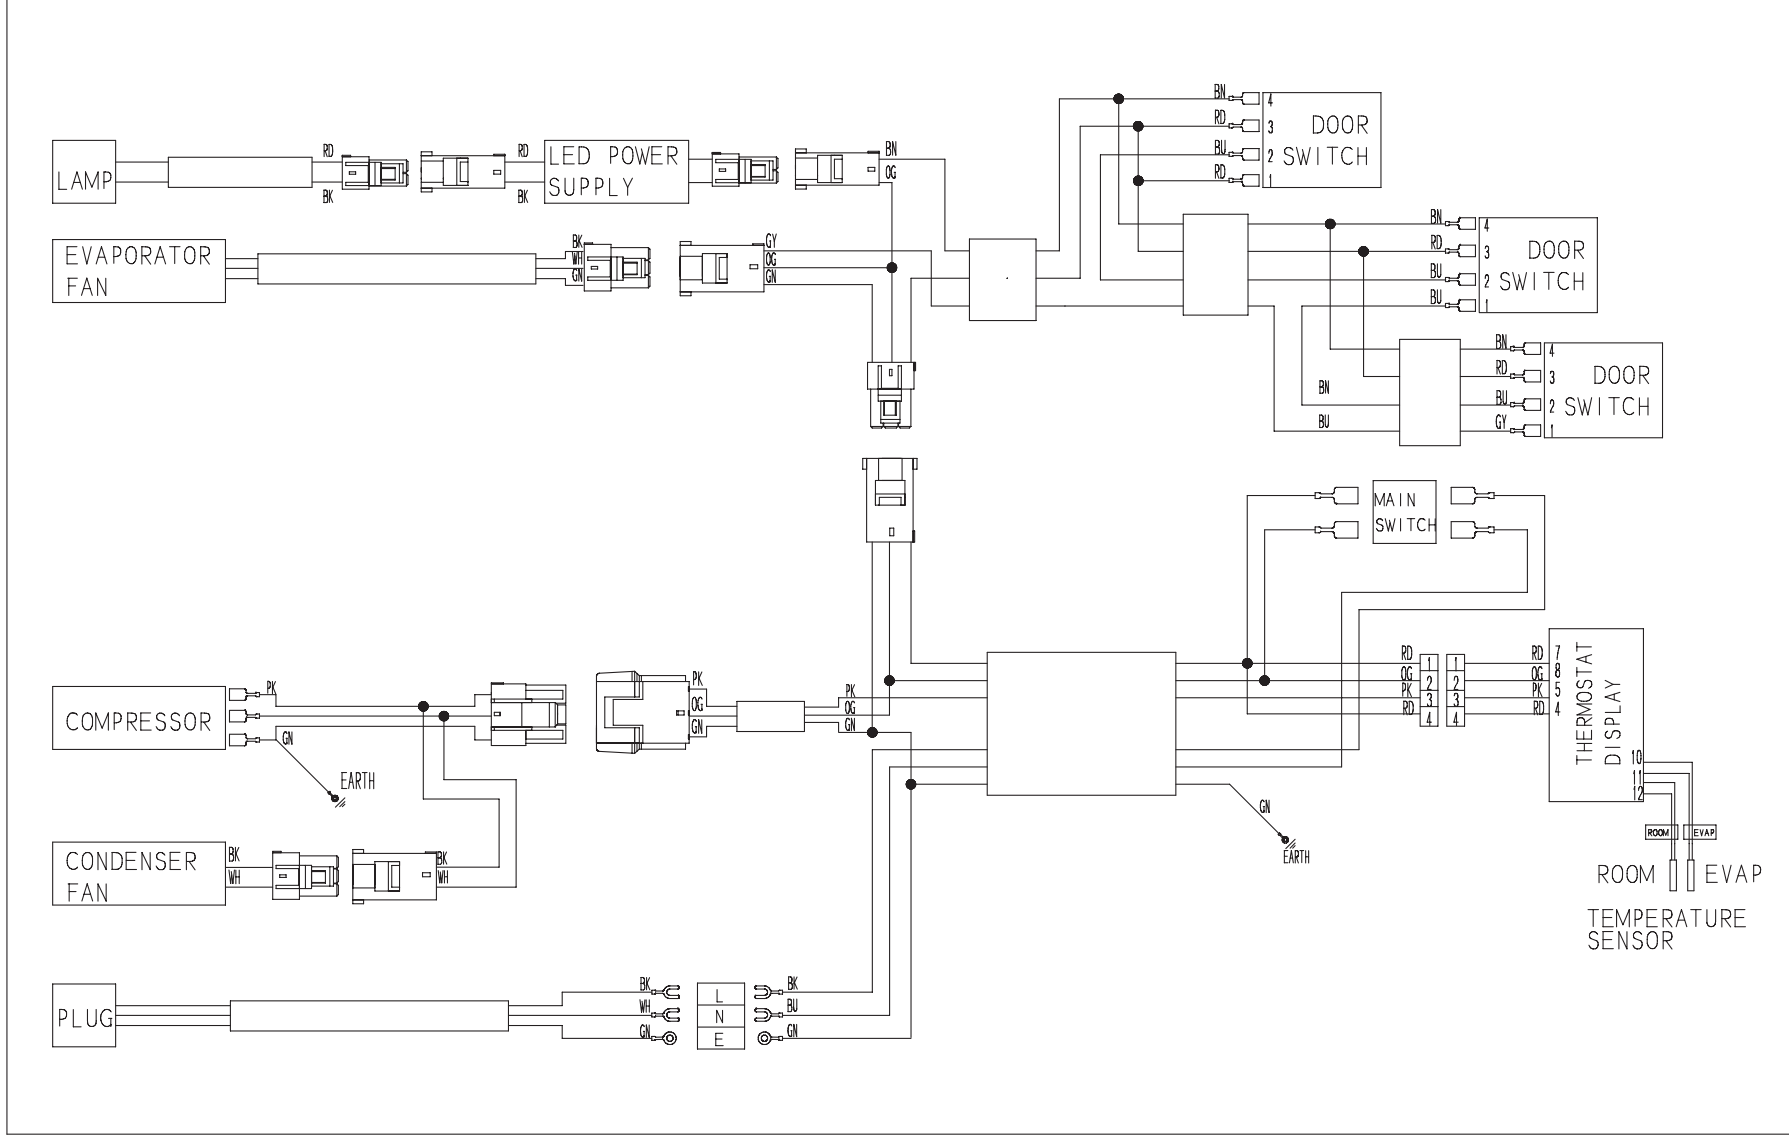 LAMP
RD
BK
RD
BK
LED POWER
SUPPLY
BN
OG
EVAPORATOR
FAN
BK
WH
GN
GY
OG
GN
BN
RD
BU
RD
4
3
2
1
DOOR
SWITCH
BN
RD
BU
BU
4
3
2
1
DOOR
SWITCH
BN
BU
BN
RD
BU
GY
4
3
2
1
DOOR
SWITCH
MAIN
SWITCH
COMPRESSOR
PK
GN
EARTH
PK
OG
GN
PK
OG
GN
RD
OG
PK
RD
1
2
3
4
1
2
3
4
RD
OG
PK
RD
7
8
5
4
THERMOSTAT
DISPLAY
10
11
12
GN
EARTH
ROOM
EVAP
ROOM
EVAP
TEMPERATURE
SENSOR
CONDENSER
FAN
BK
WH
BK
WH
PLUG
BK
WH
GN
L
N
E
BK
BU
GN